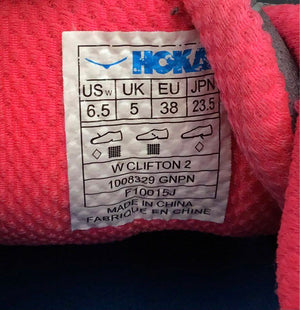 HOKA
USw UK EU JPN
6.5 5 38 23.5
W CLIFTON 2
1008329 GNPN
F10015J
MADE IN CHINA
FABRIQUE EN CHINE